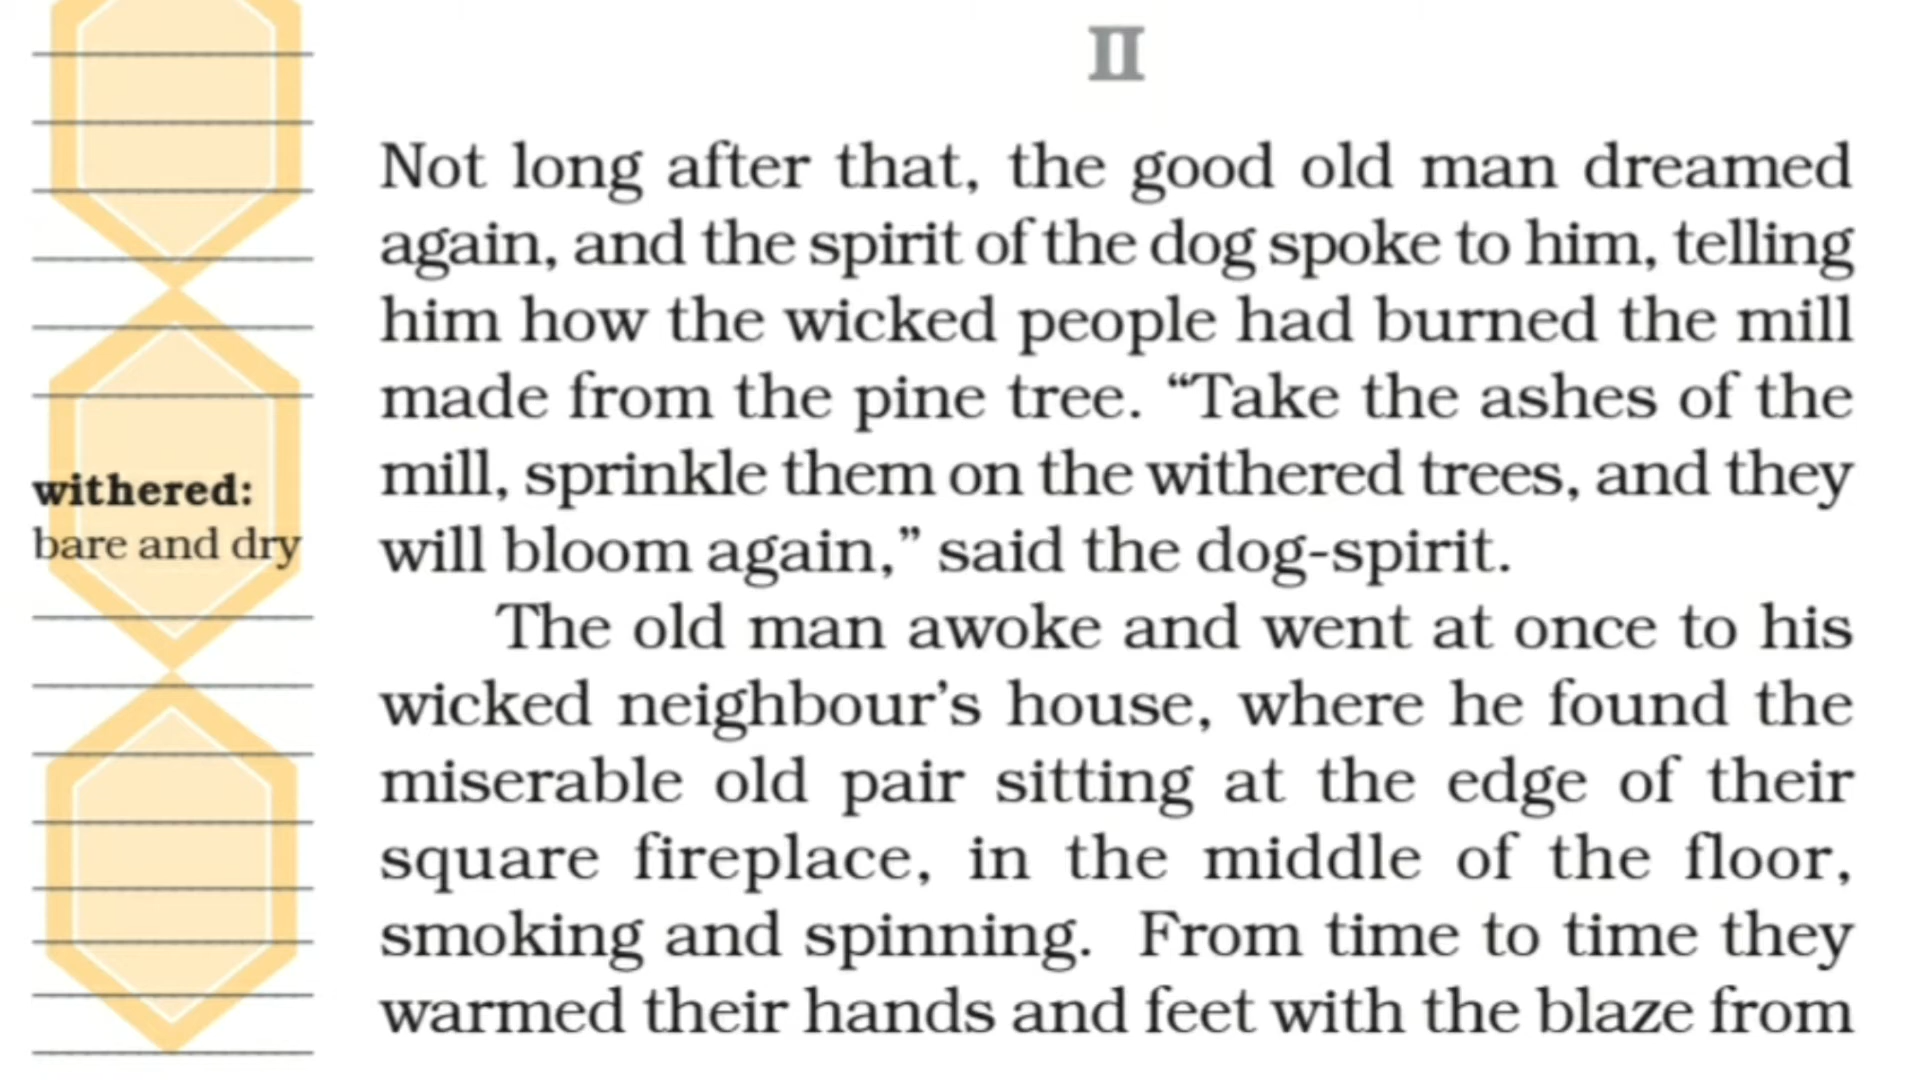 II
Not long after that, the good old man dreamed
again, and the spirit of the dog spoke to him, telling
him how the wicked people had burned the mill
made from the pine tree. “Take the ashes of the
mill, sprinkle them on the withered trees, and they
will bloom again,” said the dog-spirit.
withered:
bare and dry
The old man awoke and went at once to his
wicked neighbour’s house, where he found the
miserable old pair sitting at the edge of their
square fireplace, in the middle of the floor,
smoking and spinning. From time to time they
warmed their hands and feet with the blaze from